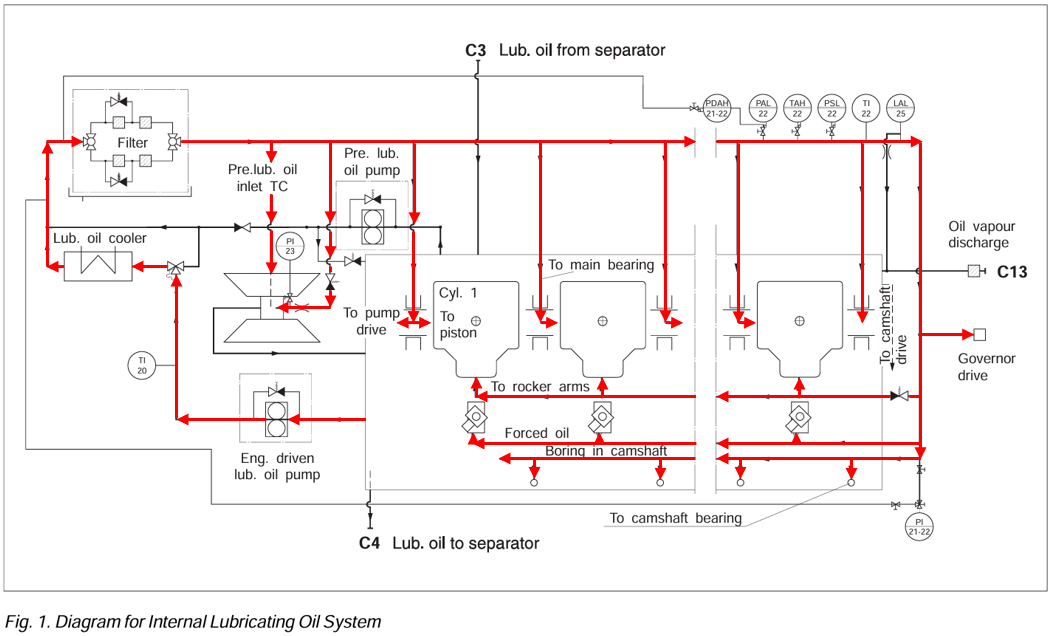 C3 Lub. oil from separator
PDAH
21-22
PAL
22
TAH
22
PSL
22
TI
22
LAL
25
Filter
Pre.lub. oil
inlet TC
Pre. lub.
oil pump
Lub. oil cooler
PI
23
Oil vapour
discharge
C13
To main bearing
Cyl. 1
To
piston
To pump
drive
To camshaft
drive
Governor
drive
TI
20
To rocker arms
Forced oil
Boring in camshaft
Eng. driven
lub. oil pump
To camshaft bearing
PI
21-22
C4 Lub. oil to separator
Fig. 1. Diagram for Internal Lubricating Oil System